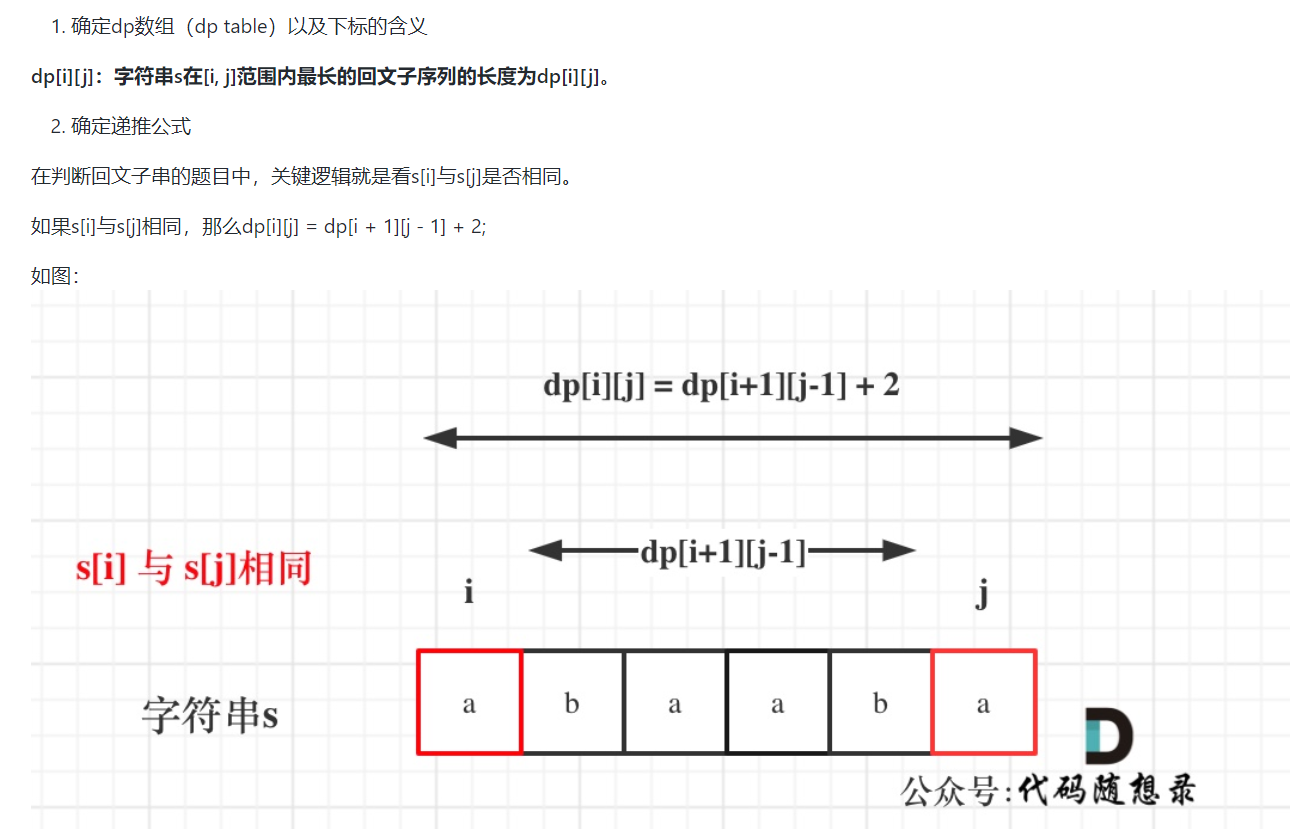 1. 确定dp数组（dp table）以及下标的含义
dp[i][j]：字符串s在[i, j]范围内最长的回文子序列的长度为dp[i][j]。
2. 确定递推公式
在判断回文子串的题目中，关键逻辑就是看s[i]与s[j]是否相同。
如果s[i]与s[j]相同，那么dp[i][j] = dp[i + 1][j - 1] + 2;
如图：
dp[i][j] = dp[i+1][j-1] + 2
dp[i+1][j-1]
s[i] 与 s[j]相同
i j
字符串s a b a a b a
公众号:代码随想录